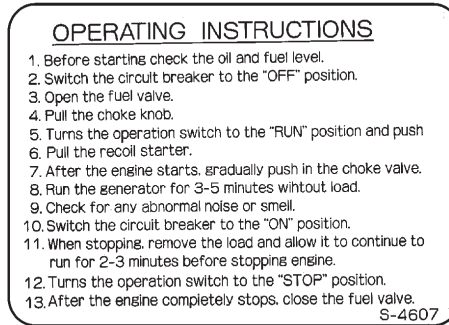 OPERATING INSTRUCTIONS
1. Before starting check the oil and fuel level.
2. Switch the circuit breaker to the "OFF" position.
3. Open the fuel valve.
4. Pull the choke knob.
5. Turns the operation switch to the "RUN" position and push
6. Pull the recoil starter.
7. After the engine starts, gradually push in the choke valve.
8. Run the generator for 3-5 minutes wihtout load.
9. Check for any abnormal noise or smell.
10. Switch the circuit breaker to the "ON" position.
11. When stopping, remove the load and allow it to continue to
run for 2-3 minutes before stopping engine.
12. Turns the operation switch to the "STOP" position.
13. After the engine completely stops, close the fuel valve.
S-4607